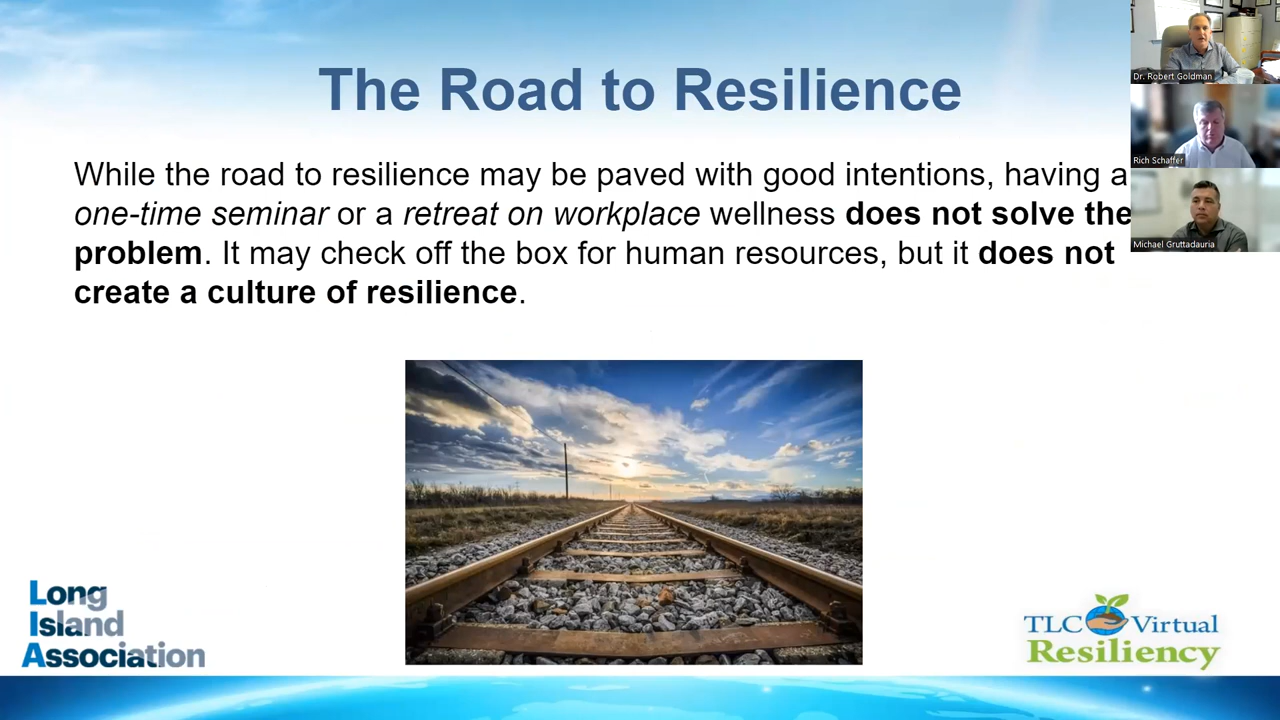 The Road to Resilience
While the road to resilience may be paved with good intentions, having a
one-time seminar or a retreat on workplace wellness does not solve the
problem. It may check off the box for human resources, but it does not
create a culture of resilience.
Dr. Robert Goldman
Rich Schaffer
Michael Gruttadauria
Long
Island
Association
TLC Virtual
Resiliency